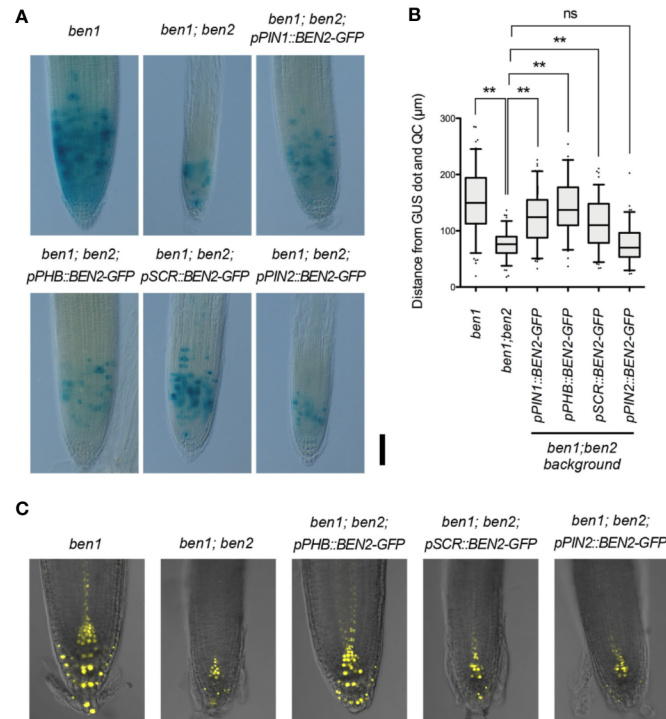 A
ben1
ben1; ben2
ben1; ben2;
pPIN1::BEN2-GFP
ben1; ben2;
pPHB::BEN2-GFP
ben1; ben2;
pSCR::BEN2-GFP
ben1; ben2;
pPIN2::BEN2-GFP
B
ns
**
**
**
**
Distance from GUS dot and QC (μm)
300
200
100
0
ben1
ben1;ben2
pPIN1::BEN2-GFP
pPHB::BEN2-GFP
pSCR::BEN2-GFP
pPIN2::BEN2-GFP
ben1;ben2
background
C
ben1
ben1; ben2
ben1; ben2;
pPHB::BEN2-GFP
ben1; ben2;
pSCR::BEN2-GFP
ben1; ben2;
pPIN2::BEN2-GFP